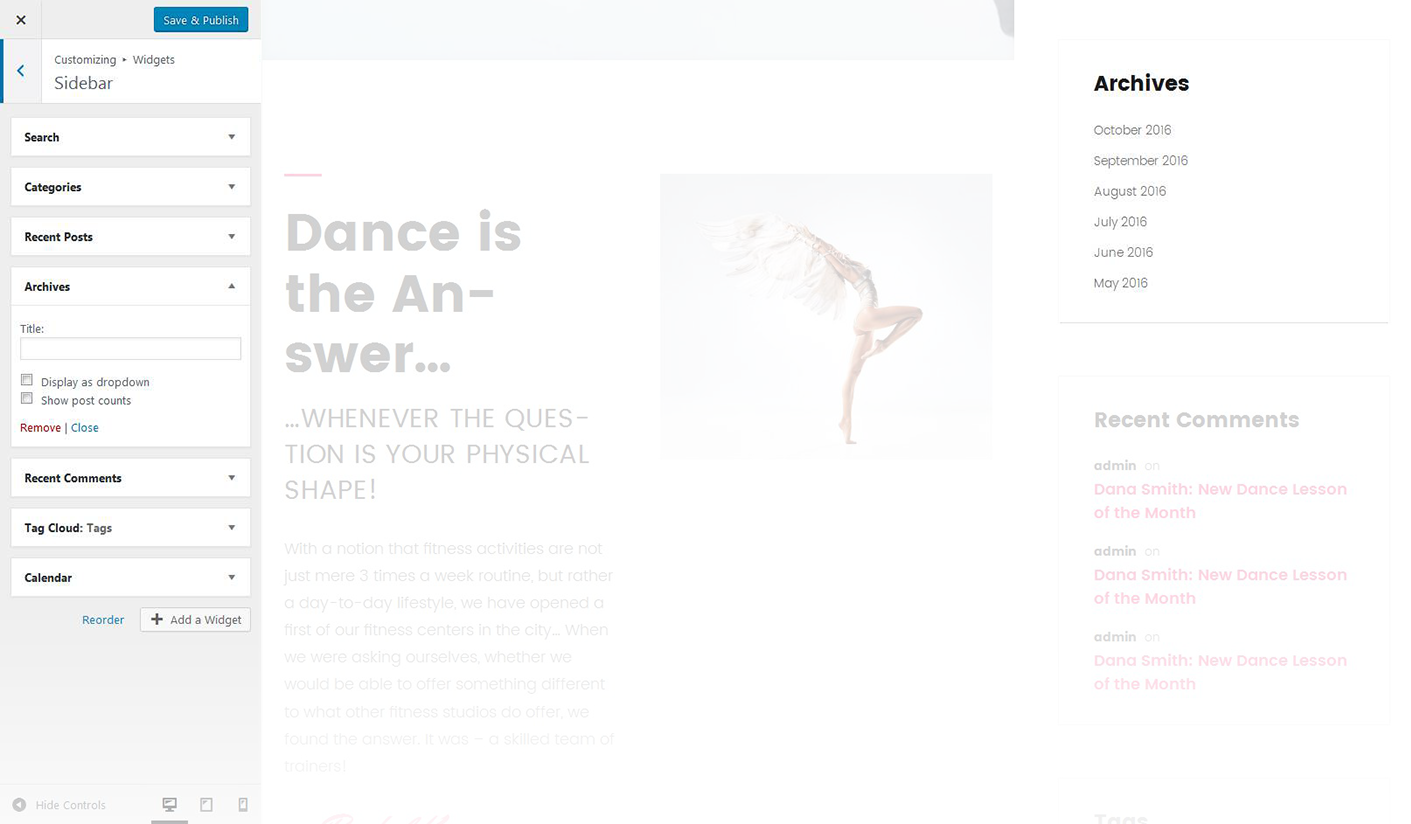 Save & Publish
Customizing ▸ Widgets
Sidebar
Search
Categories
Recent Posts
Archives
Title:
Display as dropdown
Show post counts
Remove | Close
Recent Comments
Tag Cloud: Tags
Calendar
Reorder
Add a Widget
Hide Controls
Dance is
the An-
swer...
...WHENEVER THE QUES-
TION IS YOUR PHYSICAL
SHAPE!
With a notion that fitness activities are not
just mere 3 times a week routine, but rather
a day-to-day lifestyle, we have opened a
first of our fitness centers in the city... When
we were asking ourselves, whether we
would be able to offer something different
to what other fitness studios do offer, we
found the answer. It was – a skilled team of
trainers!
Archives
October 2016
September 2016
August 2016
July 2016
June 2016
May 2016
Recent Comments
admin on
Dana Smith: New Dance Lesson
of the Month
admin on
Dana Smith: New Dance Lesson
of the Month
admin on
Dana Smith: New Dance Lesson
of the Month
Tags